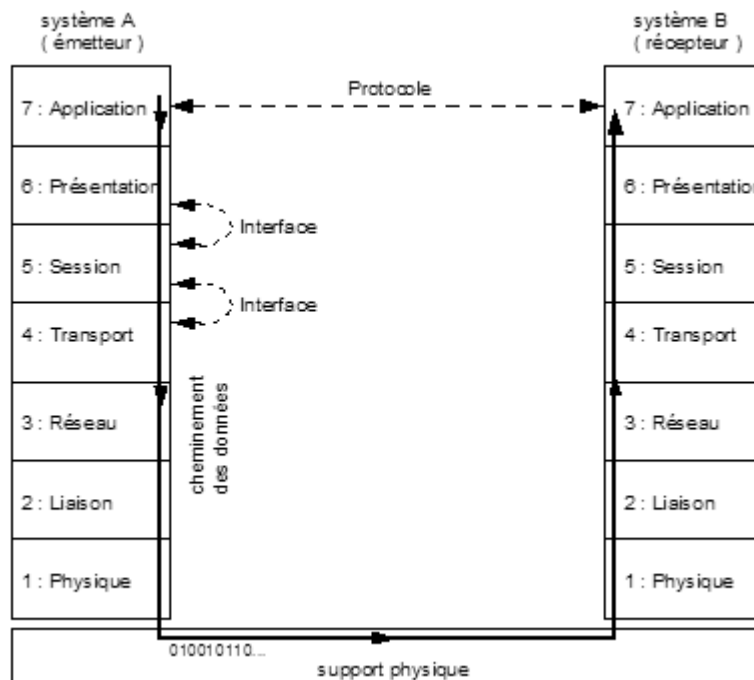 système A
( émetteur )
système B
( récepteur )
Protocole
7 : Application
7 : Application
6 : Présentation
6 : Présentation
Interface
5 : Session
5 : Session
Interface
4 : Transport
4 : Transport
cheminement
des données
3 : Réseau
3 : Réseau
2 : Liaison
2 : Liaison
1 : Physique
1 : Physique
010010110...
support physique